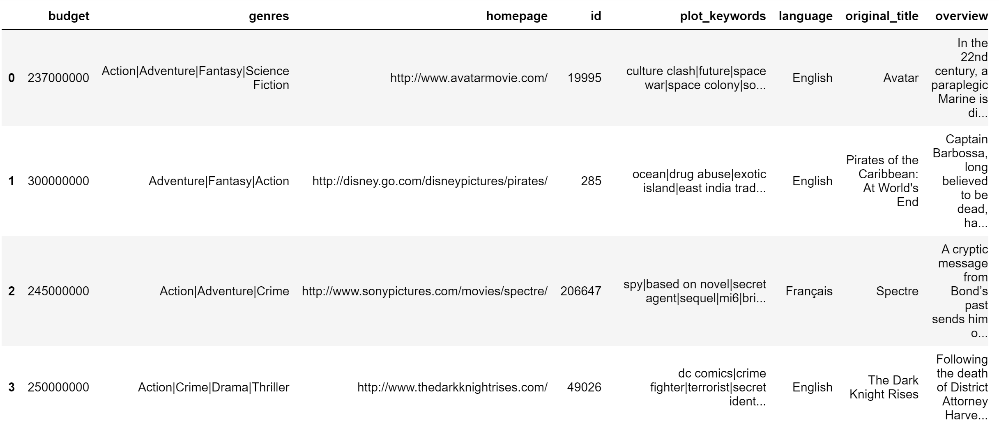 budget genres homepage id plot_keywords language original_title overview
0 237000000 Action|Adventure|Fantasy|Science Fiction http://www.avatarmovie.com/ 19995 culture clash|future|space war|space colony|so... English Avatar In the 22nd century, a paraplegic Marine is di...
1 300000000 Adventure|Fantasy|Action http://disney.go.com/disneypictures/pirates/ 285 ocean|drug abuse|exotic island|east india trad... English Pirates of the Caribbean: At World's End Captain Barbossa, long believed to be dead, ha...
2 245000000 Action|Adventure|Crime http://www.sonypictures.com/movies/spectre/ 206647 spy|based on novel|secret agent|sequel|mi6|bri... Français Spectre A cryptic message from Bond’s past sends him o...
3 250000000 Action|Crime|Drama|Thriller http://www.thedarkknightrises.com/ 49026 dc comics|crime fighter|terrorist|secret ident... English The Dark Knight Rises Following the death of District Attorney Harve...